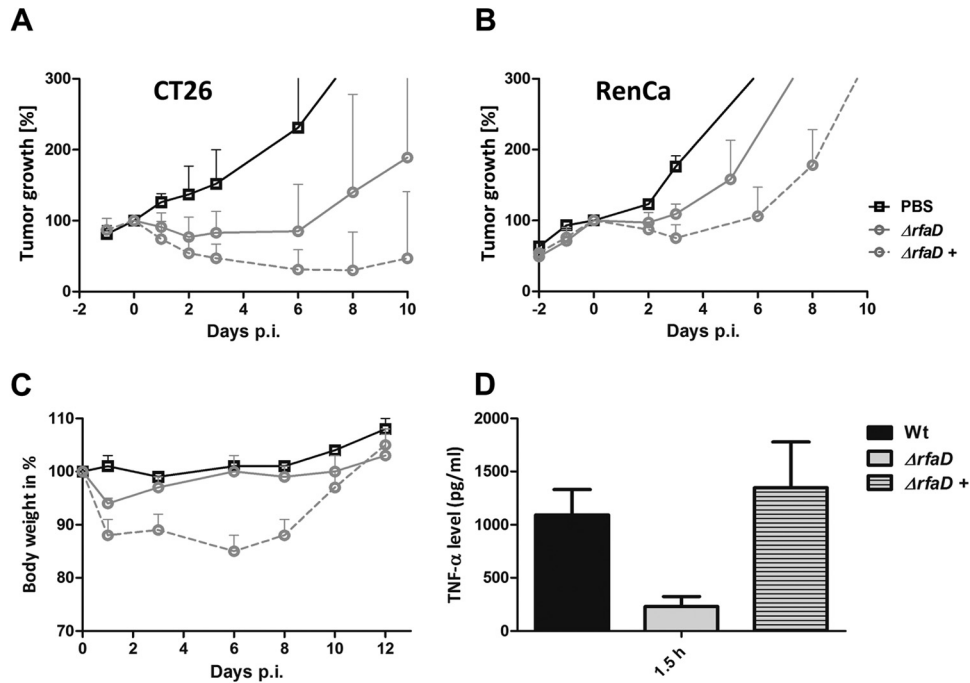 A
B
CT26
RenCa
Tumor growth [%]
300
200
100
0
-2 0 2 4 6 8 10
Days p.i.
Tumor growth [%]
300
200
100
0
-2 0 2 4 6 8 10
Days p.i.
PBS
ΔrfaD
ΔrfaD +
C
D
Body weight in %
110
100
90
80
70
0 2 4 6 8 10 12
Days p.i.
TNF-α level (pg/ml)
2000
1500
1000
500
0
1.5 h
Wt
ΔrfaD
ΔrfaD +